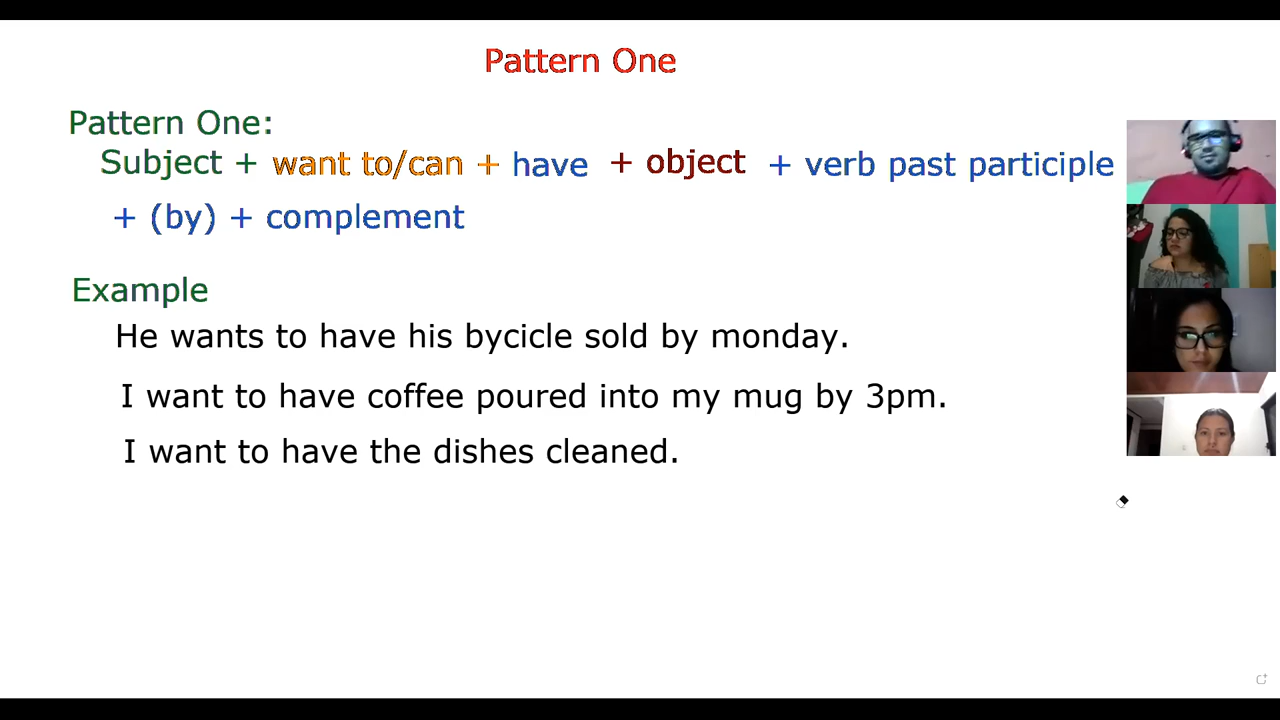 Pattern One
Pattern One:
Subject + want to/can + have + object + verb past participle
+ (by) + complement
Example
He wants to have his bycicle sold by monday.
I want to have coffee poured into my mug by 3pm.
I want to have the dishes cleaned.